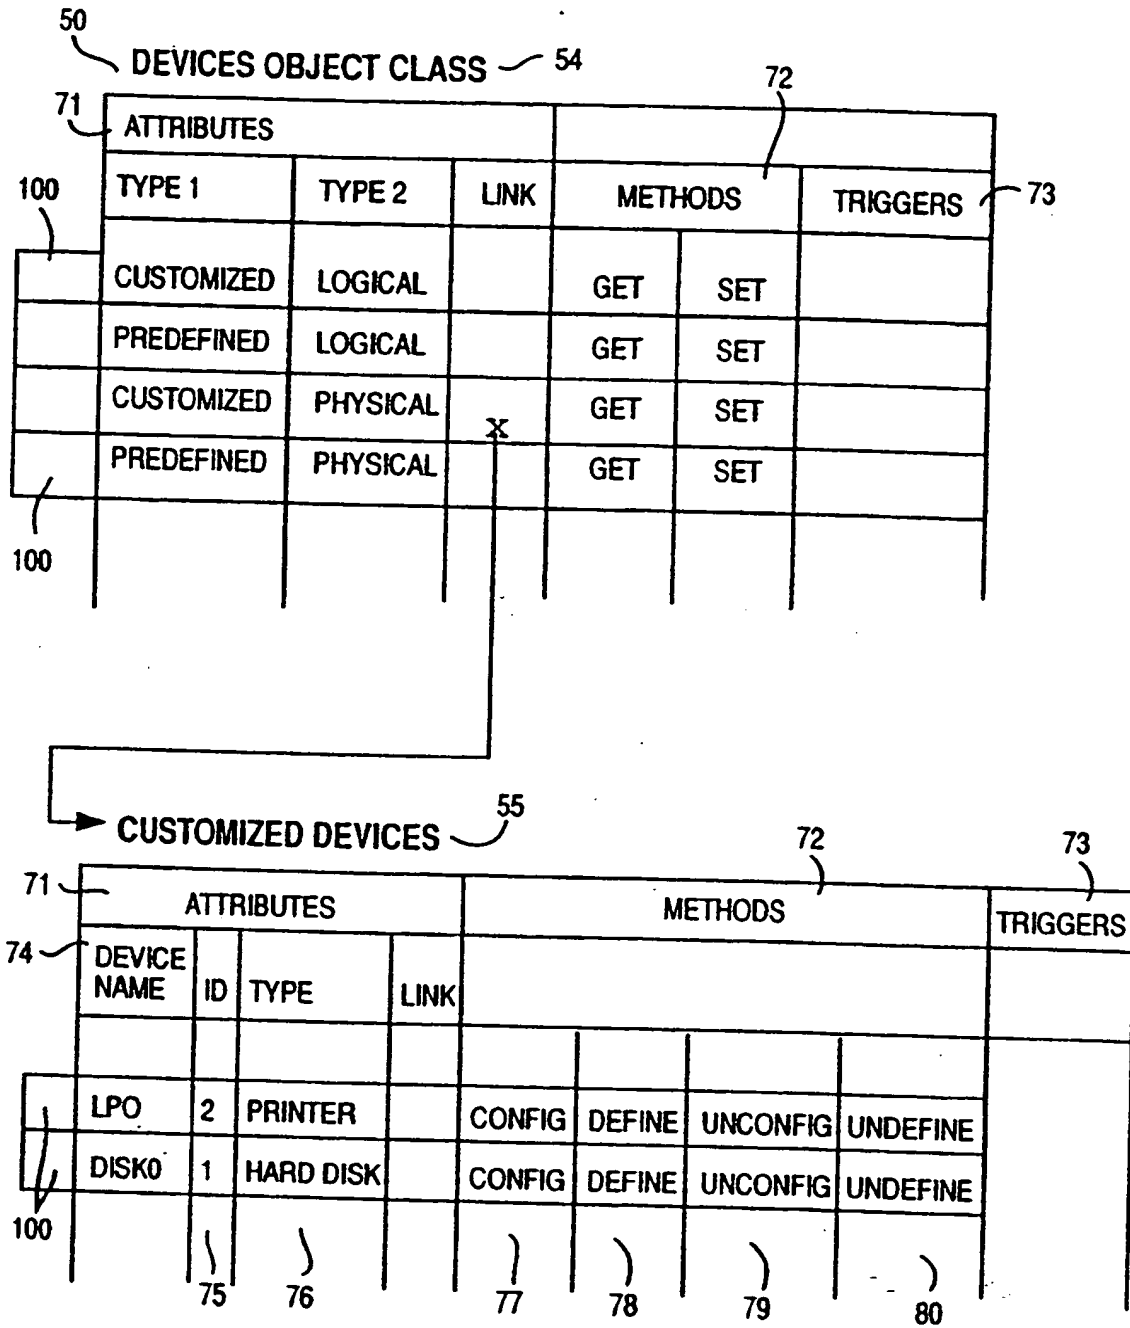 50
DEVICES OBJECT CLASS 54
72
71 ATTRIBUTES
100 TYPE 1 TYPE 2 LINK METHODS TRIGGERS 73
CUSTOMIZED LOGICAL GET SET
PREDEFINED LOGICAL GET SET
CUSTOMIZED PHYSICAL X GET SET
PREDEFINED PHYSICAL GET SET
100
CUSTOMIZED DEVICES 55
72 73
71 ATTRIBUTES METHODS TRIGGERS
74 DEVICE
NAME ID TYPE LINK
LPO 2 PRINTER CONFIG DEFINE UNCONFIG UNDEFINE
DISK0 1 HARD DISK CONFIG DEFINE UNCONFIG UNDEFINE
100
75 76 77 78 79 80